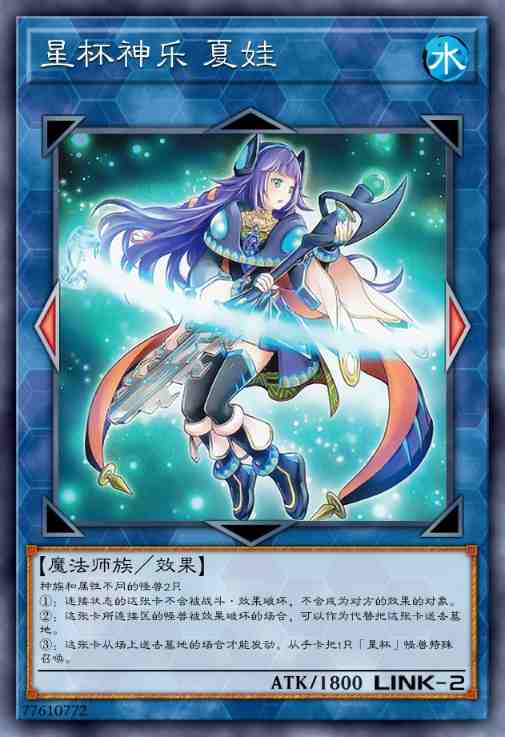 星杯神乐 夏娃
水
【魔法师族／效果】
种族和属性不同的怪兽2只
①：连接状态的这张卡不会被战斗·效果破坏，不会成为对方的效果的对象。
②：这张卡所连接区的怪兽被效果破坏的场合，可以作为代替把这张卡送去墓
地。
③：这张卡从场上送去墓地的场合才能发动。从手卡把1只「星杯」怪兽特殊
召唤。
ATK/1800 LINK-2
77610772